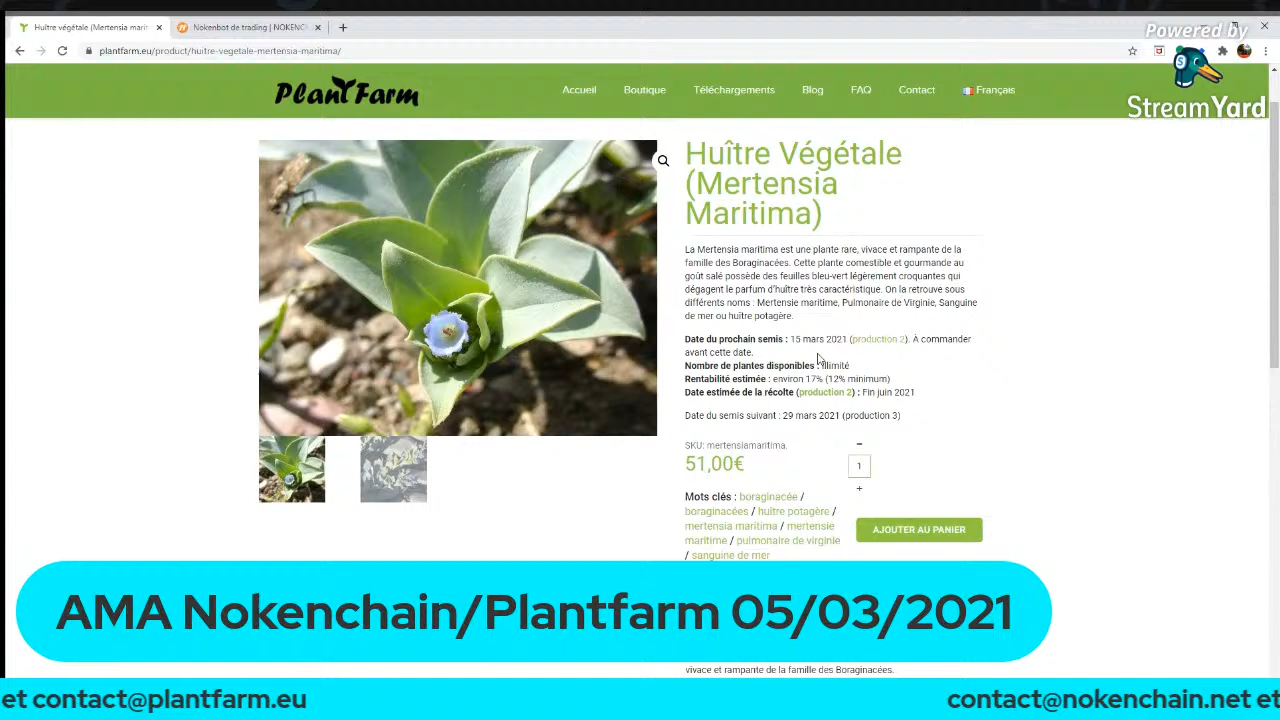 Huître végétale (Mertensia marit
Nokenbot de trading | NOKENC
Powered by
plantfarm.eu/product/huitre-vegetale-mertensia-maritima/
StreamYard
PlantFarm
Accueil Boutique Téléchargements Blog FAQ Contact Français
Huître Végétale
(Mertensia
Maritima)
La Mertensia maritima est une plante rare, vivace et rampante de la
famille des Boraginacées. Cette plante comestible et gourmande au
goût salé possède des feuilles bleu-vert légèrement croquantes qui
dégagent le parfum d'huître très caractéristique. On la retrouve sous
différents noms : Mertensie maritime, Pulmonaire de Virginie, Sanguine
de mer ou huître potagère.
Date du prochain semis : 15 mars 2021 (production 2). À commander
avant cette date.
Nombre de plantes disponibles : illimité
Rentabilité estimée : environ 17% (12% minimum)
Date estimée de la récolte (production 2) : Fin juin 2021
Date du semis suivant : 29 mars 2021 (production 3)
SKU: mertensiamaritima.
51,00€
−
1
+
AJOUTER AU PANIER
Mots clés : boraginacée /
boraginacées / huître potagère /
mertensia maritima / mertensie
maritime / pulmonaire de virginie
/ sanguine de mer
AMA Nokenchain/Plantfarm 05/03/2021
vivace et rampante de la famille des Boraginacées.
et contact@plantfarm.eu
contact@nokenchain.net et